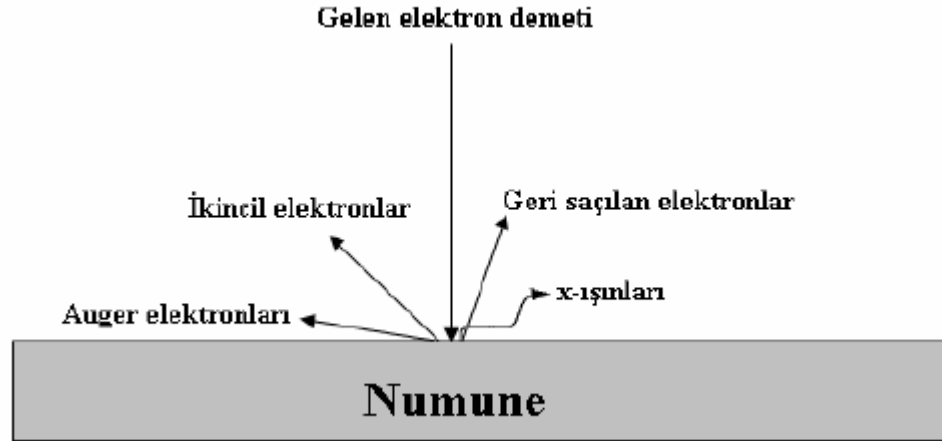 Gelen elektron demeti
İkincil elektronlar
Geri saçılan elektronlar
x-ışınları
Auger elektronları
Numune